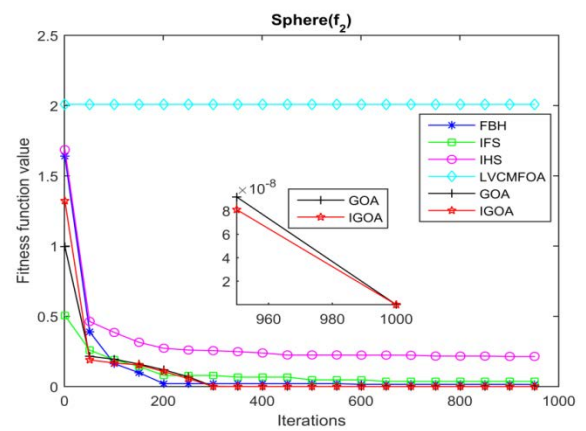 Sphere(f2)
Fitness function value
2.5
2
1.5
1
0.5
0
0
200
400
600
800
1000
Iterations
FBH
IFS
IHS
LVCMFOA
GOA
IGOA
×10-8
8
6
4
2
960
980
1000
GOA
IGOA